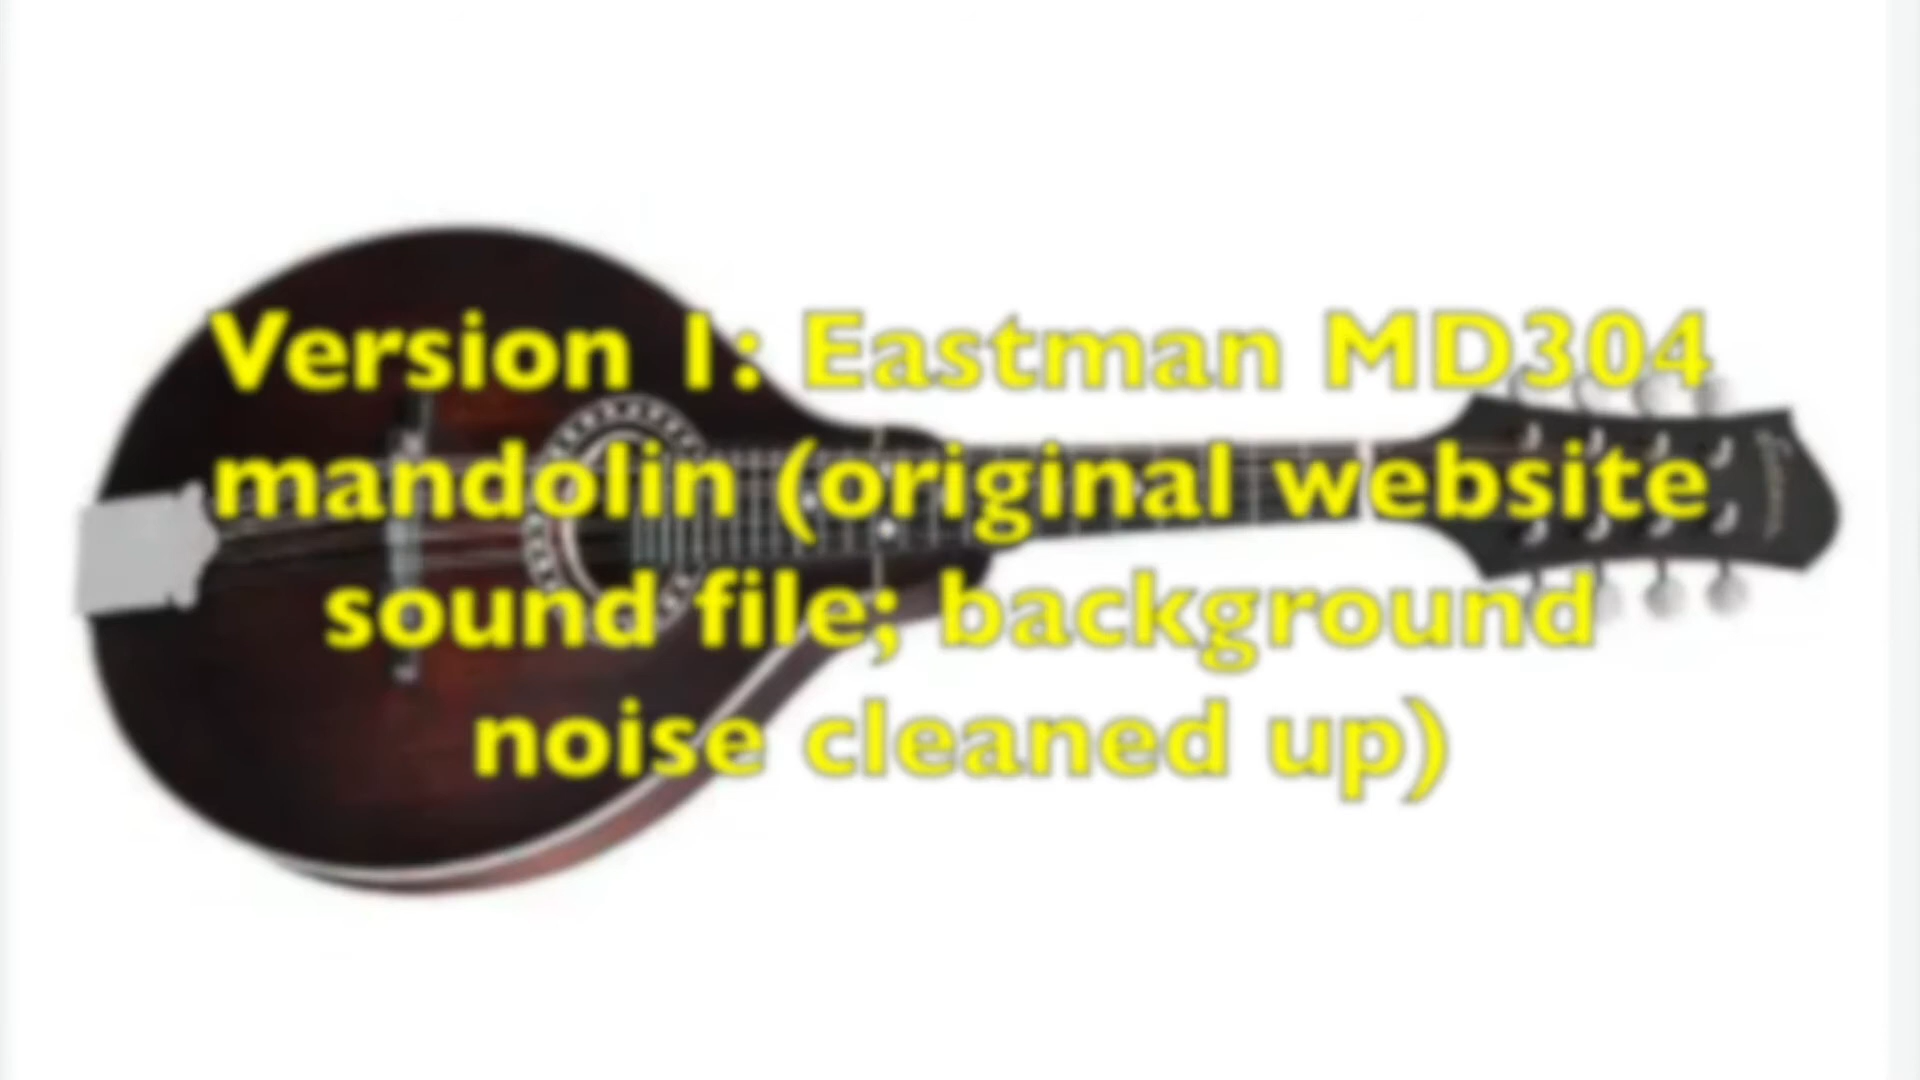 Version 1: Eastman MD304
mandolin (original website
sound file; background
noise cleaned up)